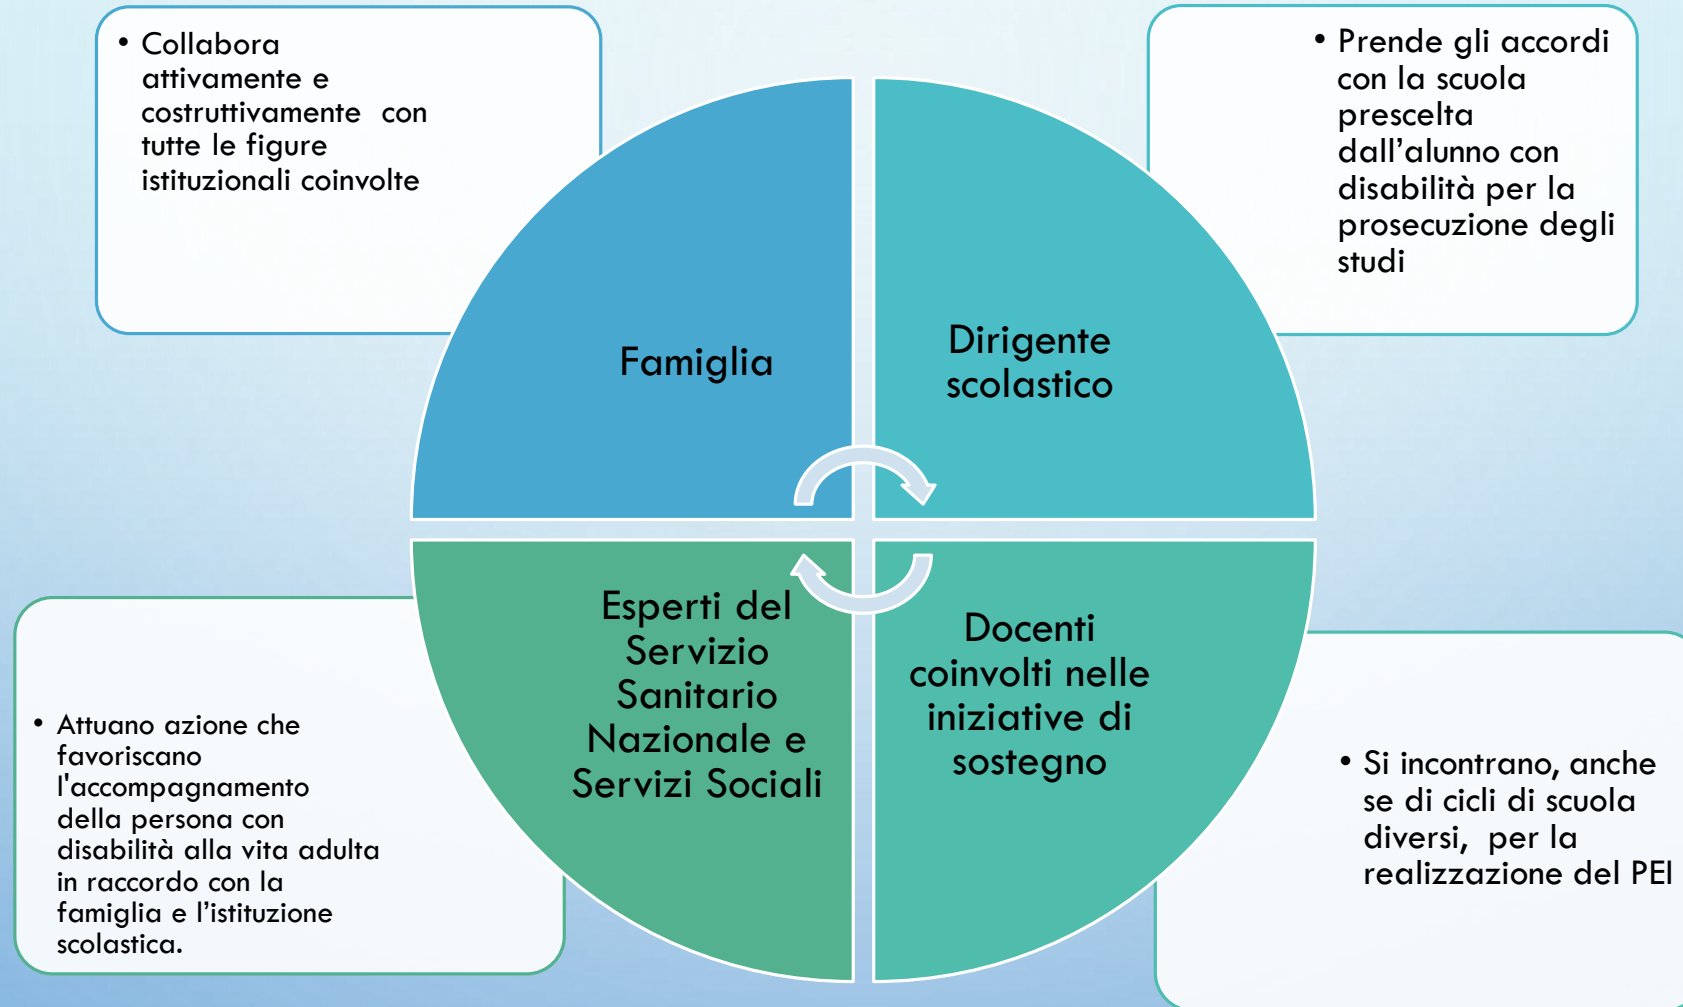 • Collabora
attivamente e
costruttivamente  con
tutte le figure
istituzionali coinvolte
• Prende gli accordi
con la scuola
prescelta
dall’alunno con
disabilità per la
prosecuzione degli
studi
Famiglia
Dirigente
scolastico
Esperti del
Servizio
Sanitario
Nazionale e
Servizi Sociali
Docenti
coinvolti nelle
iniziative di
sostegno
• Attuano azione che
favoriscano
l'accompagnamento
della persona con
disabilità alla vita adulta
in raccordo con la
famiglia e l’istituzione
scolastica.
• Si incontrano, anche
se di cicli di scuola
diversi,  per la
realizzazione del PEI